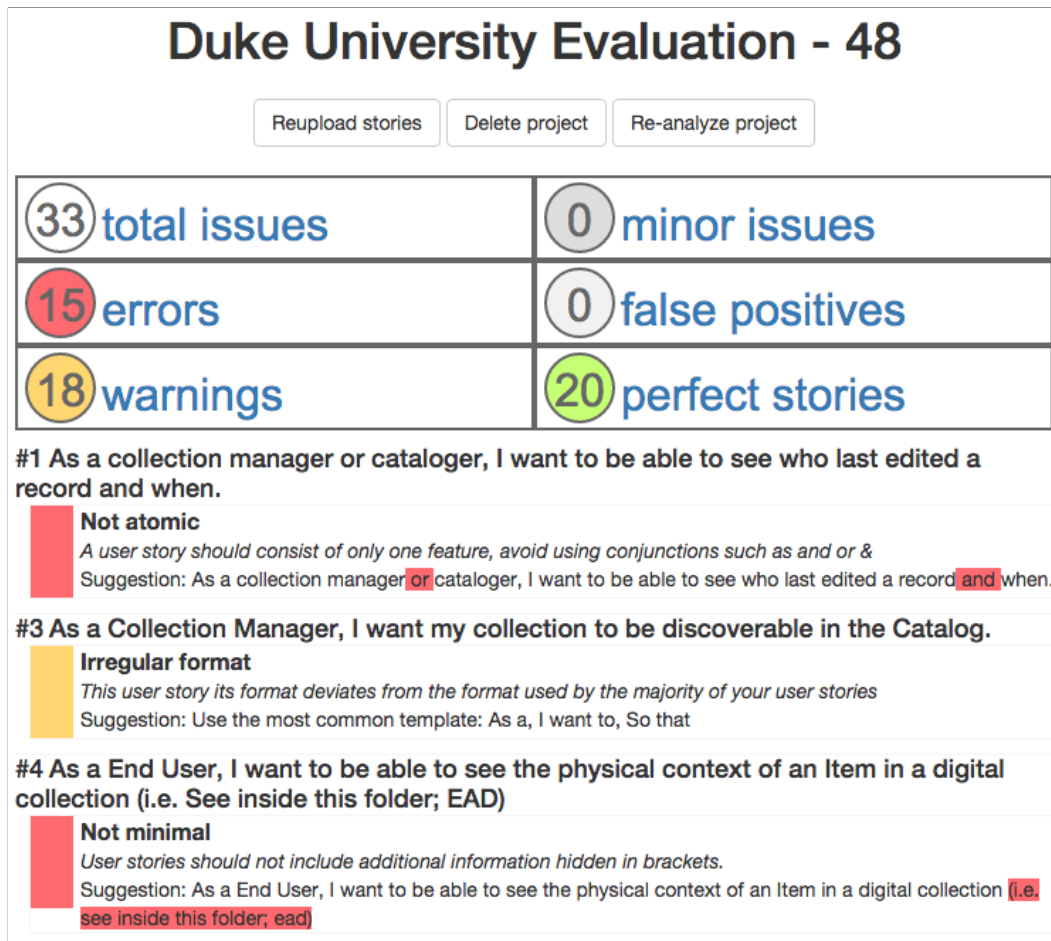 Duke University Evaluation - 48
Reupload stories Delete project Re-analyze project
33 total issues 0 minor issues
15 errors 0 false positives
18 warnings 20 perfect stories
#1 As a collection manager or cataloger, I want to be able to see who last edited a
record and when.
Not atomic
A user story should consist of only one feature, avoid using conjunctions such as and or &
Suggestion: As a collection manager or cataloger, I want to be able to see who last edited a record and when.
#3 As a Collection Manager, I want my collection to be discoverable in the Catalog.
Irregular format
This user story its format deviates from the format used by the majority of your user stories
Suggestion: Use the most common template: As a, I want to, So that
#4 As a End User, I want to be able to see the physical context of an Item in a digital
collection (i.e. See inside this folder; EAD)
Not minimal
User stories should not include additional information hidden in brackets.
Suggestion: As a End User, I want to be able to see the physical context of an Item in a digital collection (i.e.
see inside this folder; ead)